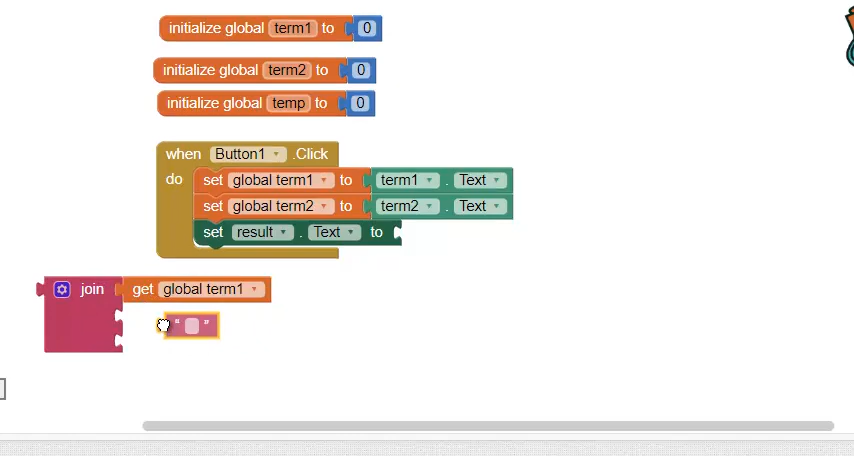 initialize global term1 to 0
initialize global term2 to 0
initialize global temp to 0
when Button1 .Click
do set global term1 to term1 . Text
set global term2 to term2 . Text
set result . Text to
join get global term1
“ ”